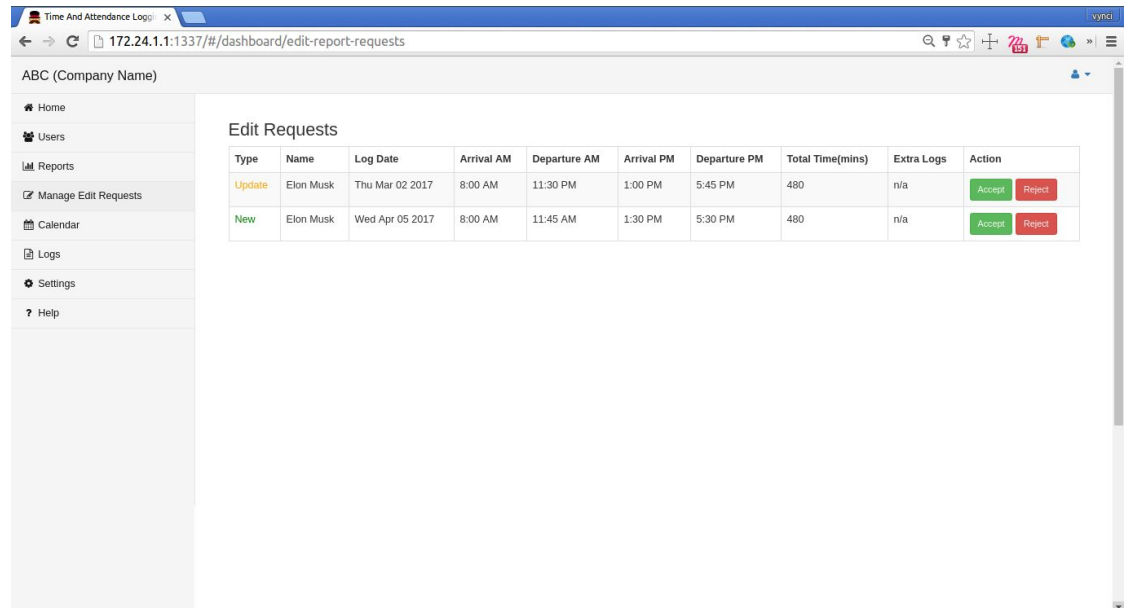 Time And Attendance Loggi
vynci
172.24.1.1:1337/#/dashboard/edit-report-requests
151
ABC (Company Name)
Home
Users
Reports
Manage Edit Requests
Calendar
Logs
Settings
? Help
Edit Requests
Type Name Log Date Arrival AM Departure AM Arrival PM Departure PM Total Time(mins) Extra Logs Action
Update Elon Musk Thu Mar 02 2017 8:00 AM 11:30 PM 1:00 PM 5:45 PM 480 n/a Accept Reject
New Elon Musk Wed Apr 05 2017 8:00 AM 11:45 AM 1:30 PM 5:30 PM 480 n/a Accept Reject